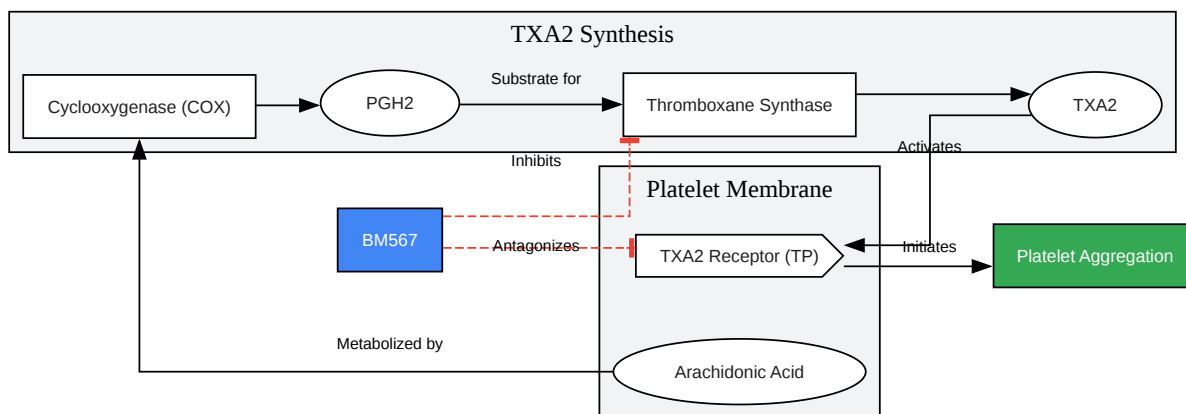 TXA2 Synthesis
Substrate for
Cyclooxygenase (COX)
PGH2
Thromboxane Synthase
TXA2
Inhibits
Activates
Platelet Membrane
BM567
Antagonizes
TXA2 Receptor (TP)
Initiates
Platelet Aggregation
Metabolized by
Arachidonic Acid